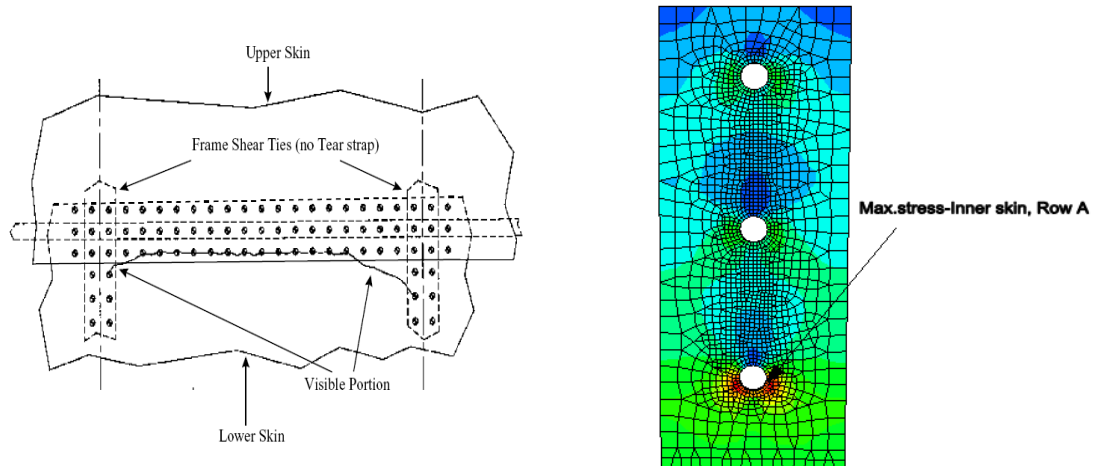 Upper Skin
Frame Shear Ties (no Tear strap)
Visible Portion
Lower Skin
Max.stress-Inner skin, Row A